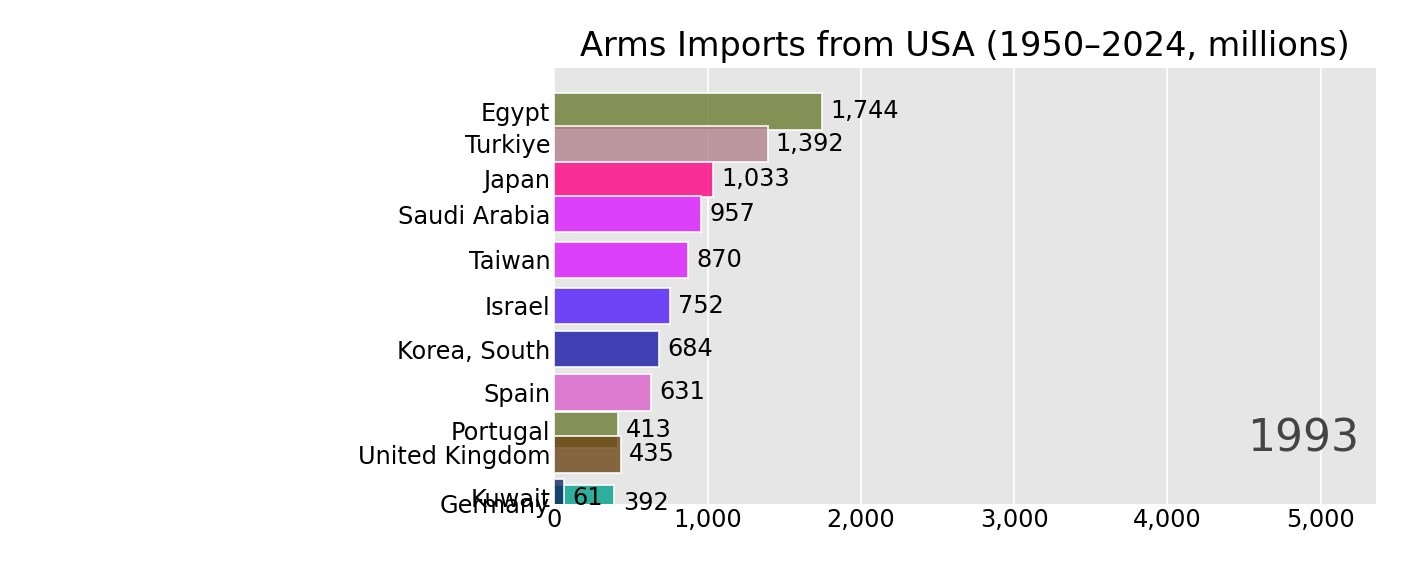 Arms Imports from USA (1950–2024, millions)
Egypt 1,744
Turkiye 1,392
Japan 1,033
Saudi Arabia 957
Taiwan 870
Israel 752
Korea, South 684
Spain 631
Portugal 413
United Kingdom 435
1993
Kuwait 61
Germany 392
0 1,000 2,000 3,000 4,000 5,000